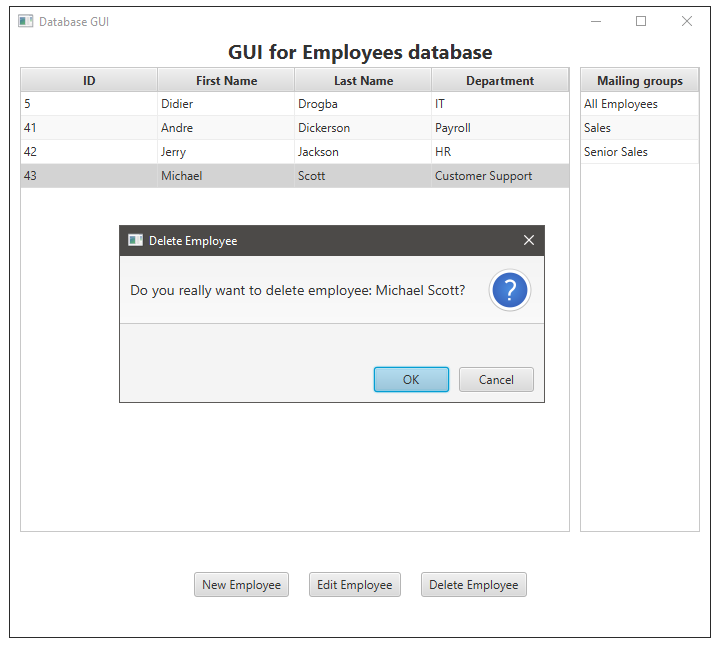 Database GUI
GUI for Employees database
ID First Name Last Name Department Mailing groups
5 Didier Drogba IT All Employees
41 Andre Dickerson Payroll Sales
42 Jerry Jackson HR Senior Sales
43 Michael Scott Customer Support
Delete Employee
Do you really want to delete employee: Michael Scott? ?
OK Cancel
New Employee Edit Employee Delete Employee